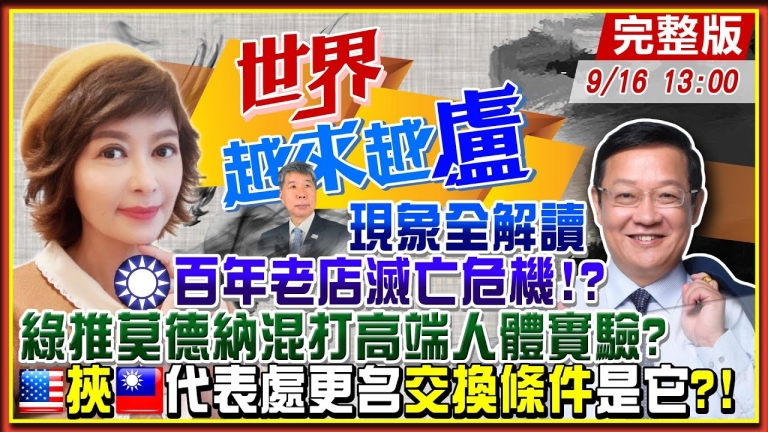 完整版
9/16 13:00
世界
越來越盧
現象全解讀
百年老店滅亡危機!?
綠推莫德納混打高端人體實驗?
挾代表處更名交換條件是它?!